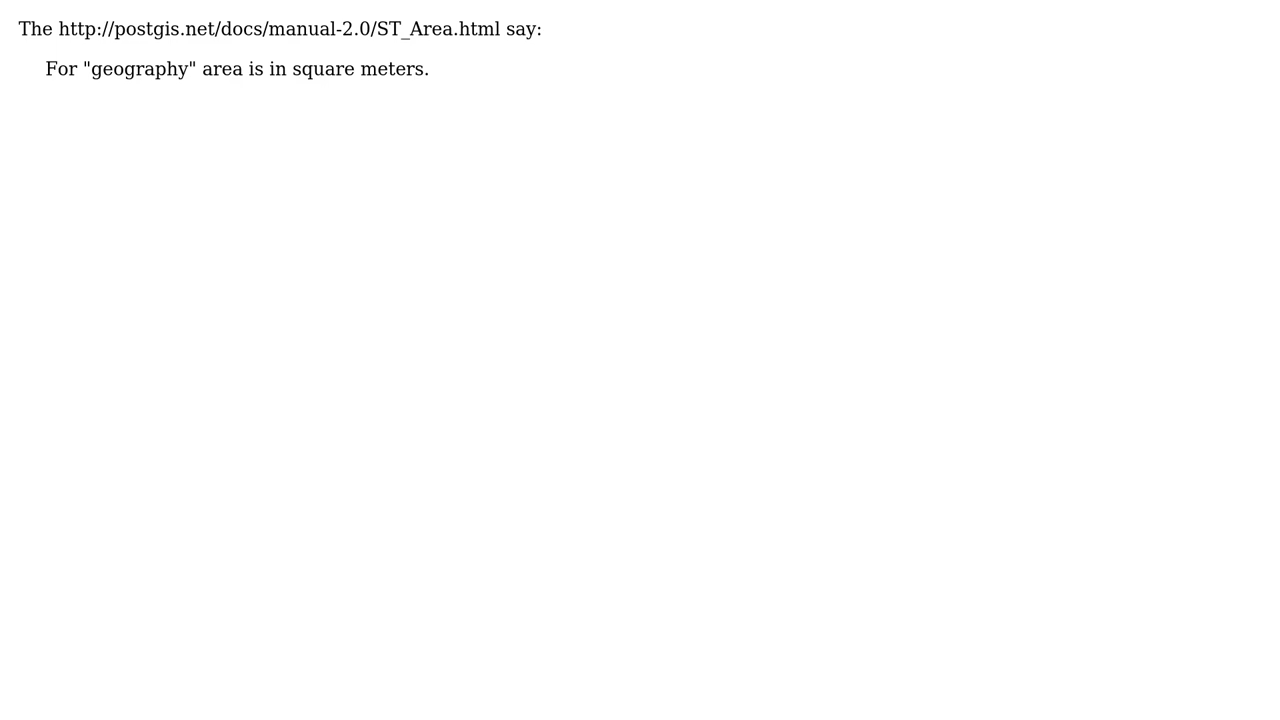 The http://postgis.net/docs/manual-2.0/ST_Area.html say:
For "geography" area is in square meters.